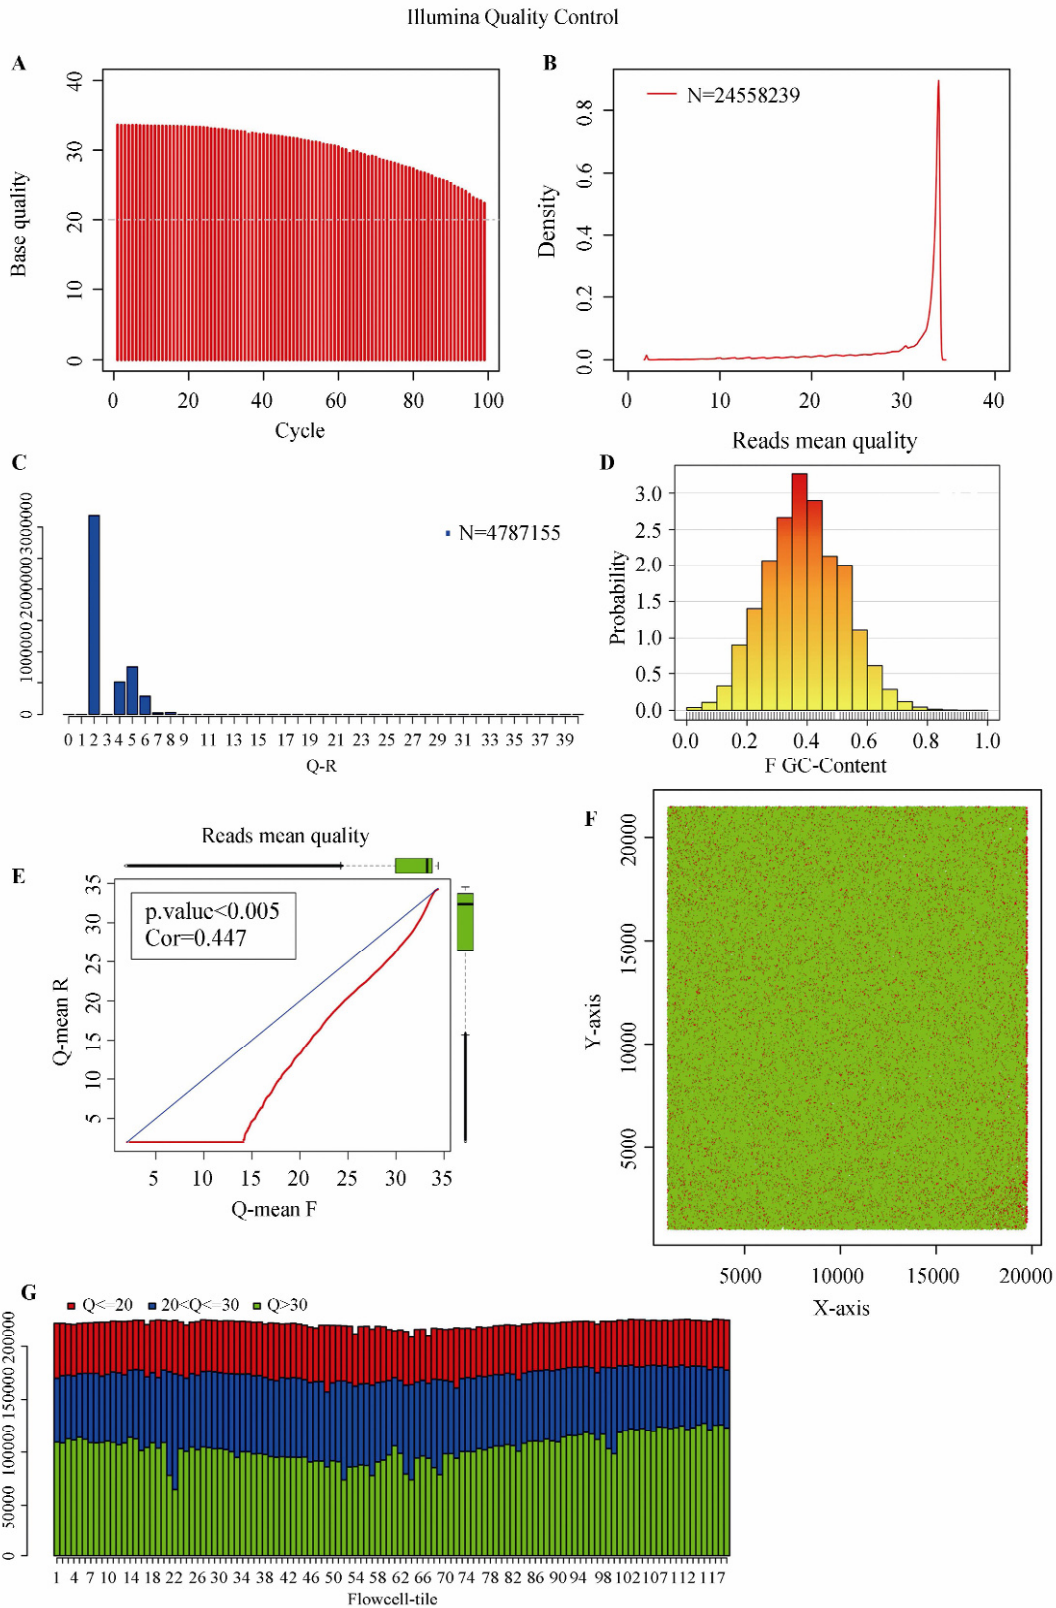 Illumina Quality Control
A
Base quality
0 10 20 30 40
0 20 40 60 80 100
Cycle
B
N=24558239
Density
0.0 0.2 0.4 0.6 0.8
0 10 20 30 40
Reads mean quality
C
N=4787155
0 1000000 2000000 3000000
0 1 2 3 4 5 6 7 8 9 11 13 15 17 19 21 23 25 27 29 31 33 35 37 39
Q-R
D
Probability
3.0
2.5
2.0
1.5
1.0
0.5
0.0
0.0 0.2 0.4 0.6 0.8 1.0
F GC-Content
Reads mean quality
E
p.valuc<0.005
Cor=0.447
Q-mean R
5 10 15 20 25 30 35
5 10 15 20 25 30 35
Q-mean F
F
Y-axis
5000 10000 15000 20000
5000 10000 15000 20000
X-axis
G
Q<=20 20<Q<=30 Q>30
0 50000 100000 150000 200000
1 4 7 10 14 18 22 26 30 34 38 42 46 50 54 58 62 66 70 74 78 82 86 90 94 98 102 107 112 117
Flowcell-tile